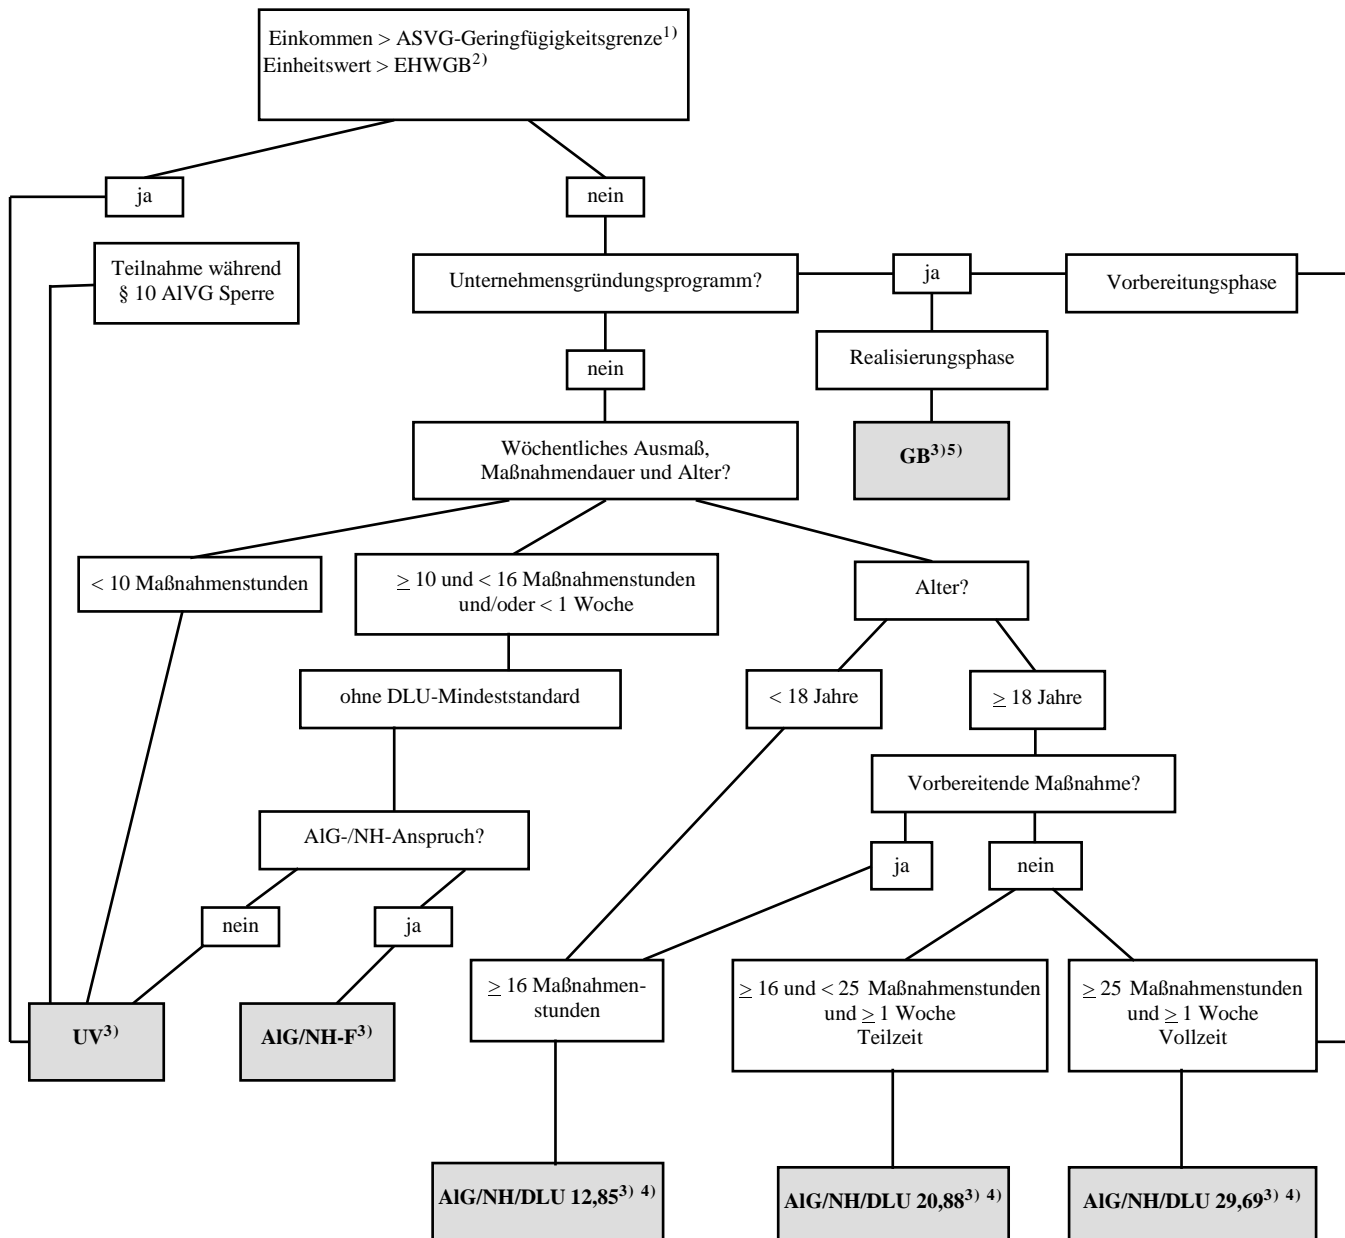 Einkommen > ASVG-Geringfügigkeitsgrenze1)
Einheitswert > EHWGB2)
ja
nein
Teilnahme während
§ 10 AlVG Sperre
Unternehmensgründungsprogramm?
ja
Vorbereitungsphase
nein
Realisierungsphase
Wöchentliches Ausmaß,
Maßnahmendauer und Alter?
GB3)5)
< 10 Maßnahmenstunden
≥ 10 und < 16 Maßnahmenstunden
und/oder < 1 Woche
Alter?
ohne DLU-Mindeststandard
< 18 Jahre
≥ 18 Jahre
Vorbereitende Maßnahme?
AlG-/NH-Anspruch?
ja
nein
nein
ja
≥ 16 Maßnahmen-
stunden
≥ 16 und < 25 Maßnahmenstunden
und ≥ 1 Woche
Teilzeit
≥ 25 Maßnahmenstunden
und ≥ 1 Woche
Vollzeit
UV3)
AlG/NH-F3)
AlG/NH/DLU 12,853) 4)
AlG/NH/DLU 20,883) 4)
AlG/NH/DLU 29,693) 4)